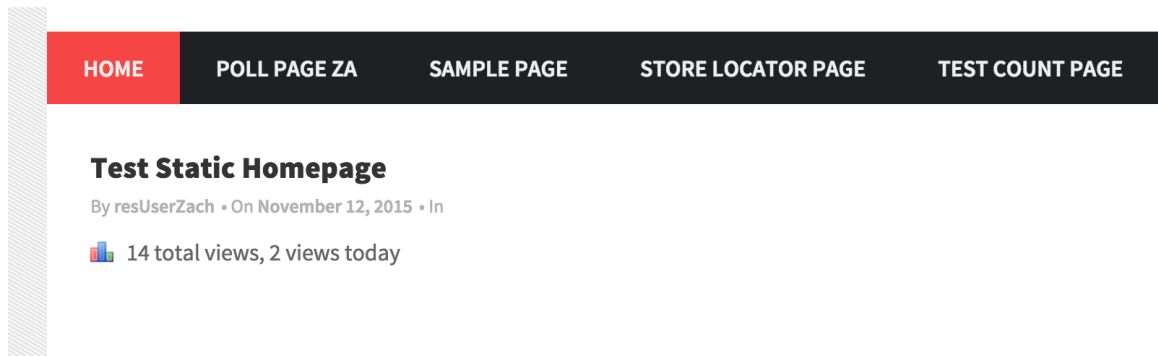 HOME POLL PAGE ZA SAMPLE PAGE STORE LOCATOR PAGE TEST COUNT PAGE
Test Static Homepage
By resUserZach • On November 12, 2015 • In
14 total views, 2 views today